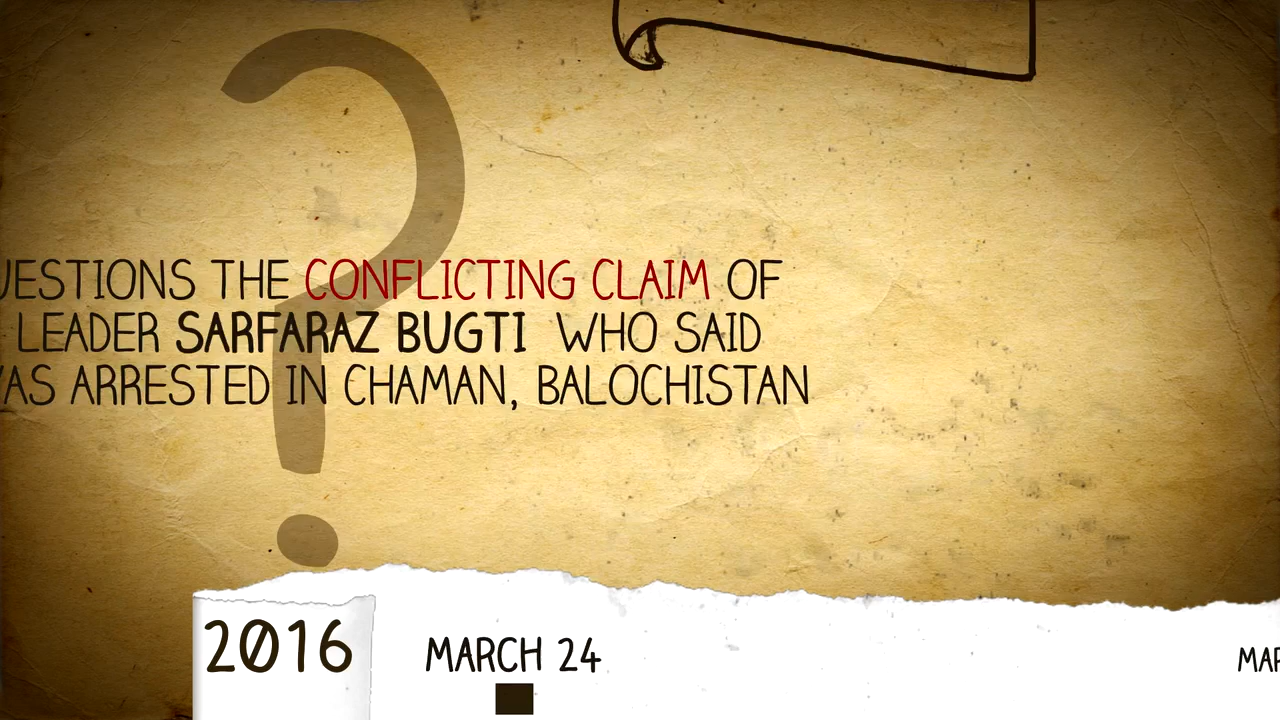 UESTIONS THE CONFLICTING CLAIM OF
LEADER SARFARAZ BUGTI WHO SAID
AS ARRESTED IN CHAMAN, BALOCHISTAN
2016
MARCH 24
MAR